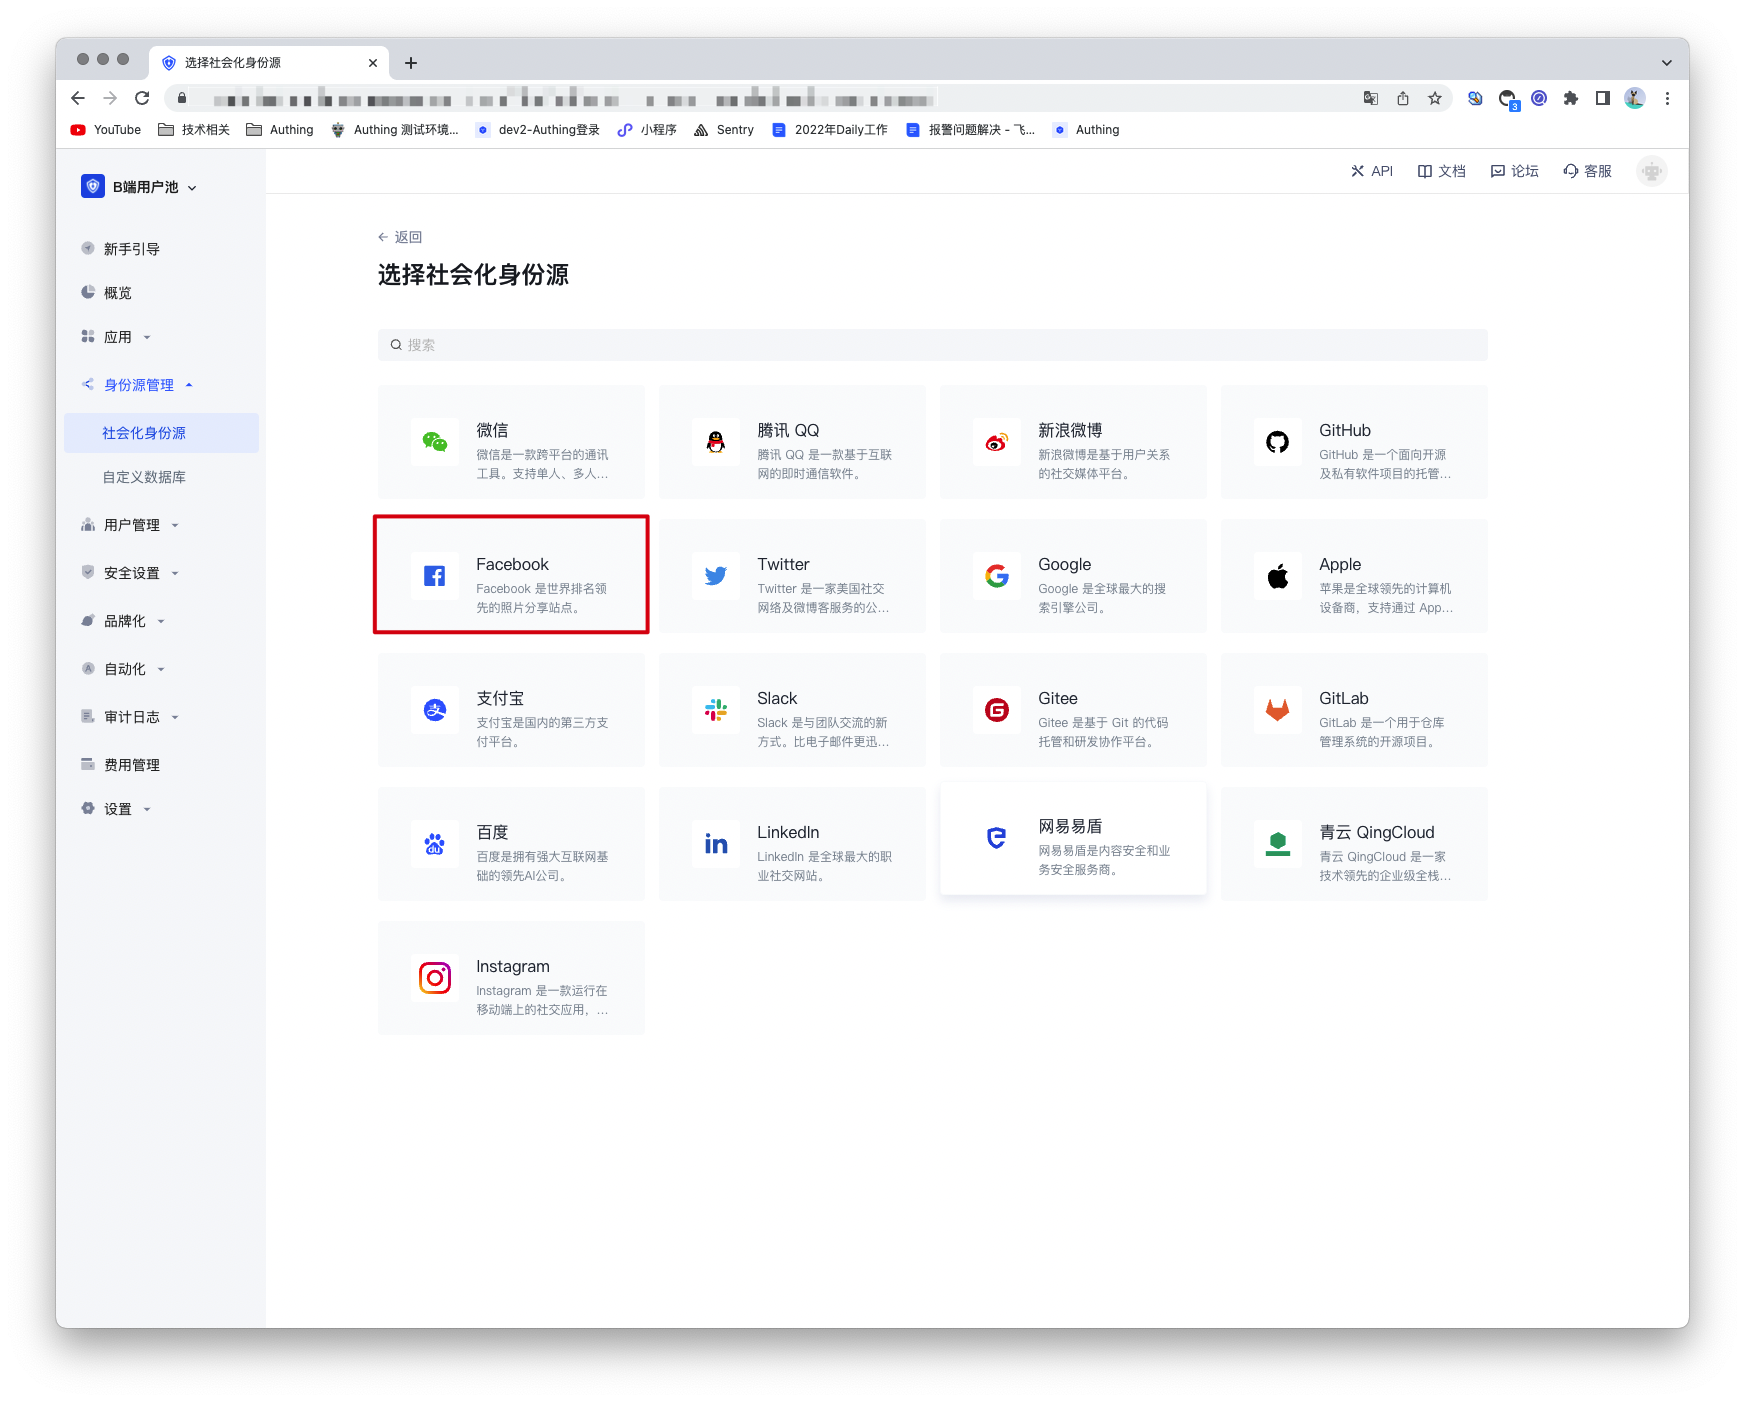 选择社会化身份源
3
YouTube
技术相关
Authing
Authing 测试环境...
dev2-Authing登录
小程序
Sentry
2022年Daily工作
报警问题解决 - 飞...
Authing
B端用户池
API
文档
论坛
客服
新手引导
概览
应用
身份源管理
社会化身份源
自定义数据库
用户管理
安全设置
品牌化
自动化
审计日志
费用管理
设置
返回
选择社会化身份源
搜索
微信
微信是一款跨平台的通讯
工具。支持单人、多人...
腾讯 QQ
腾讯 QQ 是一款基于互联
网的即时通信软件。
新浪微博
新浪微博是基于用户关系
的社交媒体平台。
GitHub
GitHub 是一个面向开源
及私有软件项目的托管...
Facebook
Facebook 是世界排名领
先的照片分享站点。
Twitter
Twitter 是一家美国社交
网络及微博客服务的公...
Google
Google 是全球最大的搜
索引擎公司。
Apple
苹果是全球领先的计算机
设备商，支持通过 App...
支付宝
支付宝是国内的第三方支
付平台。
Slack
Slack 是与团队交流的新
方式。比电子邮件更迅...
Gitee
Gitee 是基于 Git 的代码
托管和研发协作平台。
GitLab
GitLab 是一个用于仓库
管理系统的开源项目。
百度
百度是拥有强大互联网基
础的领先AI公司。
LinkedIn
LinkedIn 是全球最大的职
业社交网站。
网易易盾
网易易盾是内容安全和业
务安全服务商。
青云 QingCloud
青云 QingCloud 是一家
技术领先的企业级全栈...
Instagram
Instagram 是一款运行在
移动端上的社交应用，...